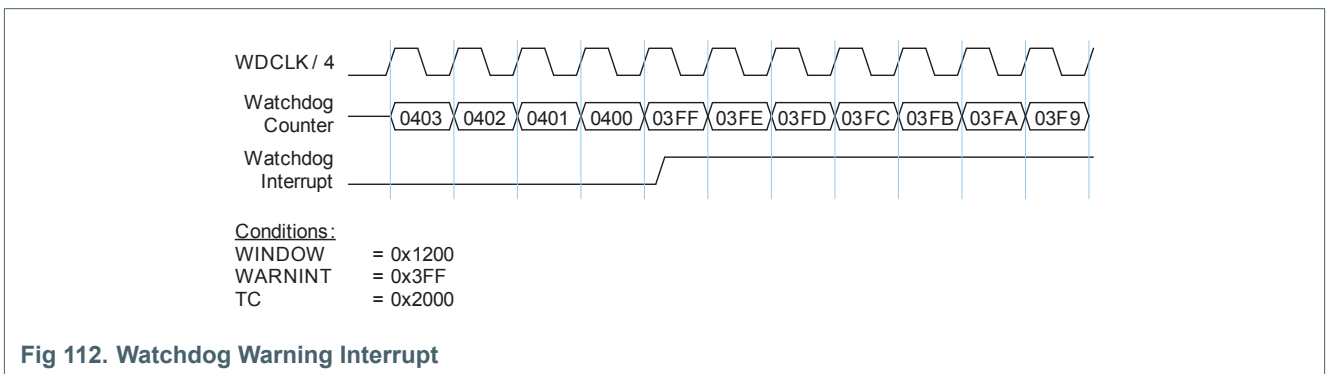 WDCLK / 4
Watchdog
Counter
0403 0402 0401 0400 03FF 03FE 03FD 03FC 03FB 03FA 03F9
Watchdog
Interrupt
Conditions:
WINDOW = 0x1200
WARNINT = 0x3FF
TC = 0x2000
Fig 112. Watchdog Warning Interrupt